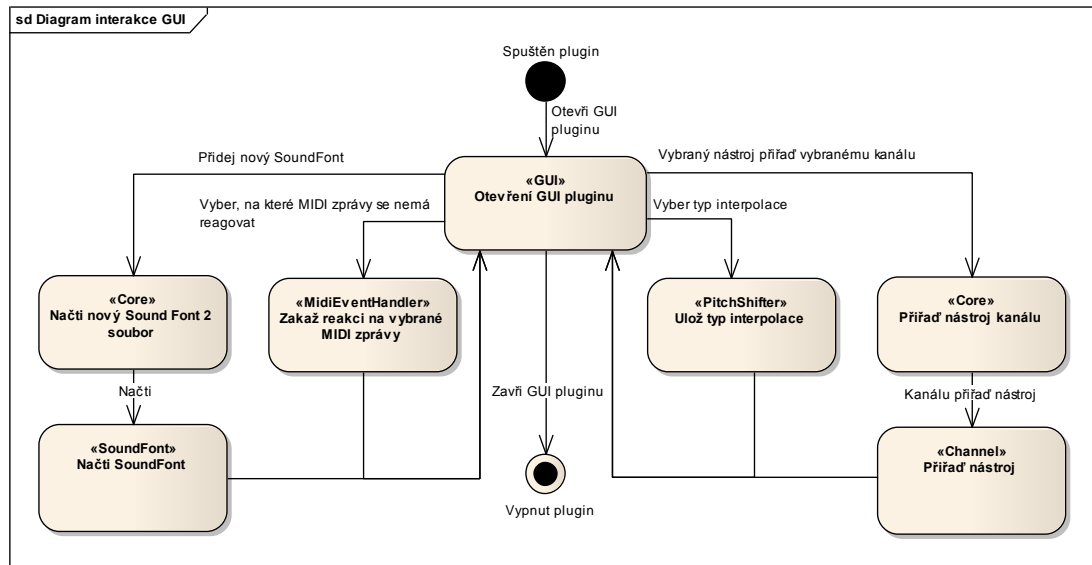 sd Diagram interakce GUI
Spuštěn plugin
Otevři GUI
pluginu
Přidej nový SoundFont
Vybraný nástroj přiřaď vybranému kanálu
«GUI»
Otevření GUI pluginu
Vyber, na které MIDI zprávy se nemá
reagovat
Vyber typ interpolace
«Core»
Načti nový Sound Font 2
soubor
«MidiEventHandler»
Zakaž reakci na vybrané
MIDI zprávy
«PitchShifter»
Ulož typ interpolace
«Core»
Přiřaď nástroj kanálu
Načti
Zavři GUI pluginu
Kanálu přiřaď nástroj
«SoundFont»
Načti SoundFont
«Channel»
Přiřaď nástroj
Vypnut plugin